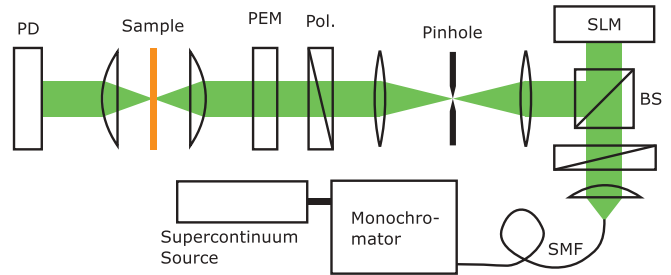 PD
Sample
PEM
Pol.
Pinhole
SLM
BS
Supercontinuum
Source
Monochro-
mator
SMF